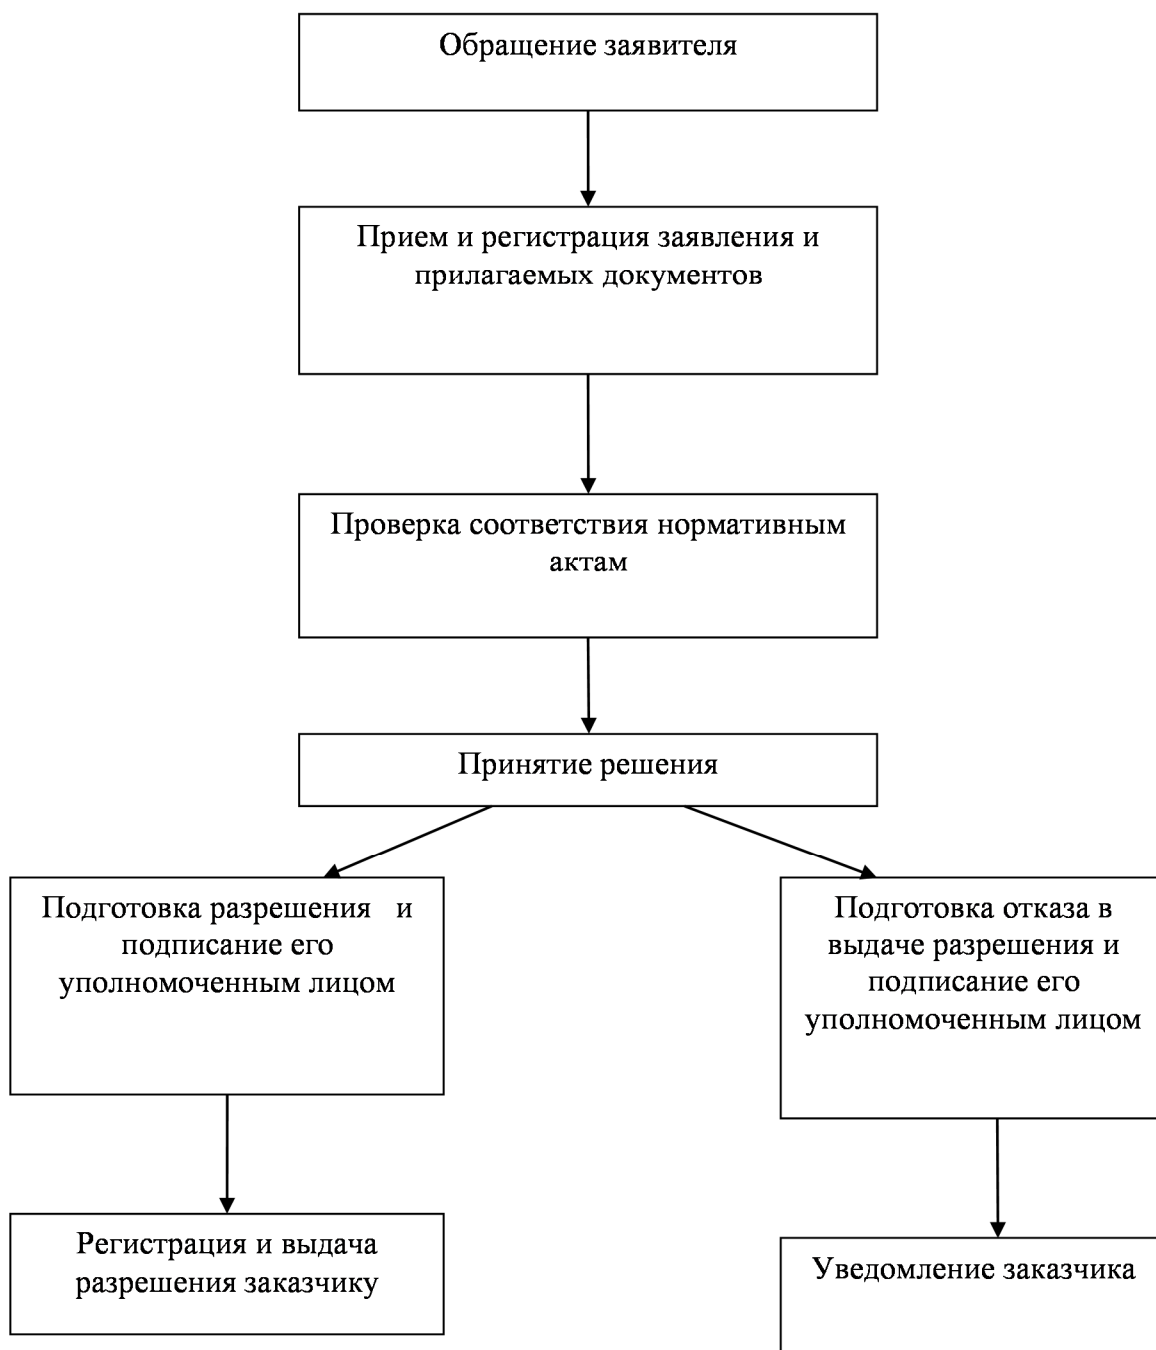 Обращение заявителя
Прием и регистрация заявления и
прилагаемых документов
Проверка соответствия нормативным
актам
Принятие решения
Подготовка разрешения и
подписание его
уполномоченным лицом
Подготовка отказа в
выдаче разрешения и
подписание его
уполномоченным лицом
Регистрация и выдача
разрешения заказчику
Уведомление заказчика